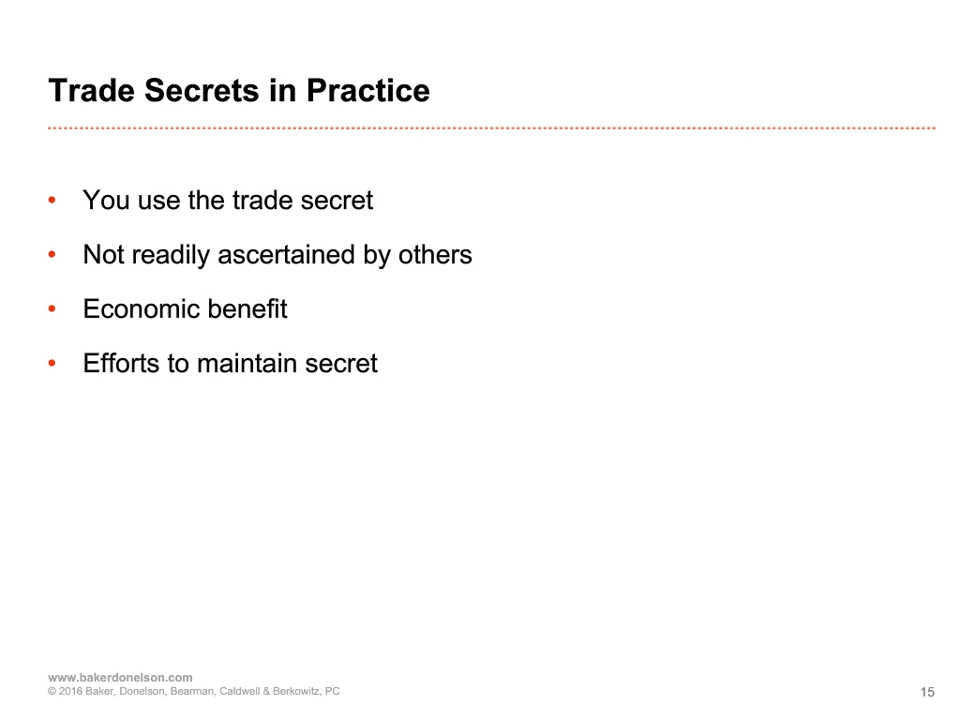 Trade Secrets in Practice
• You use the trade secret
• Not readily ascertained by others
• Economic benefit
• Efforts to maintain secret
www.bakerdonelson.com
© 2016 Baker, Donelson, Bearman, Caldwell & Berkowitz, PC
15